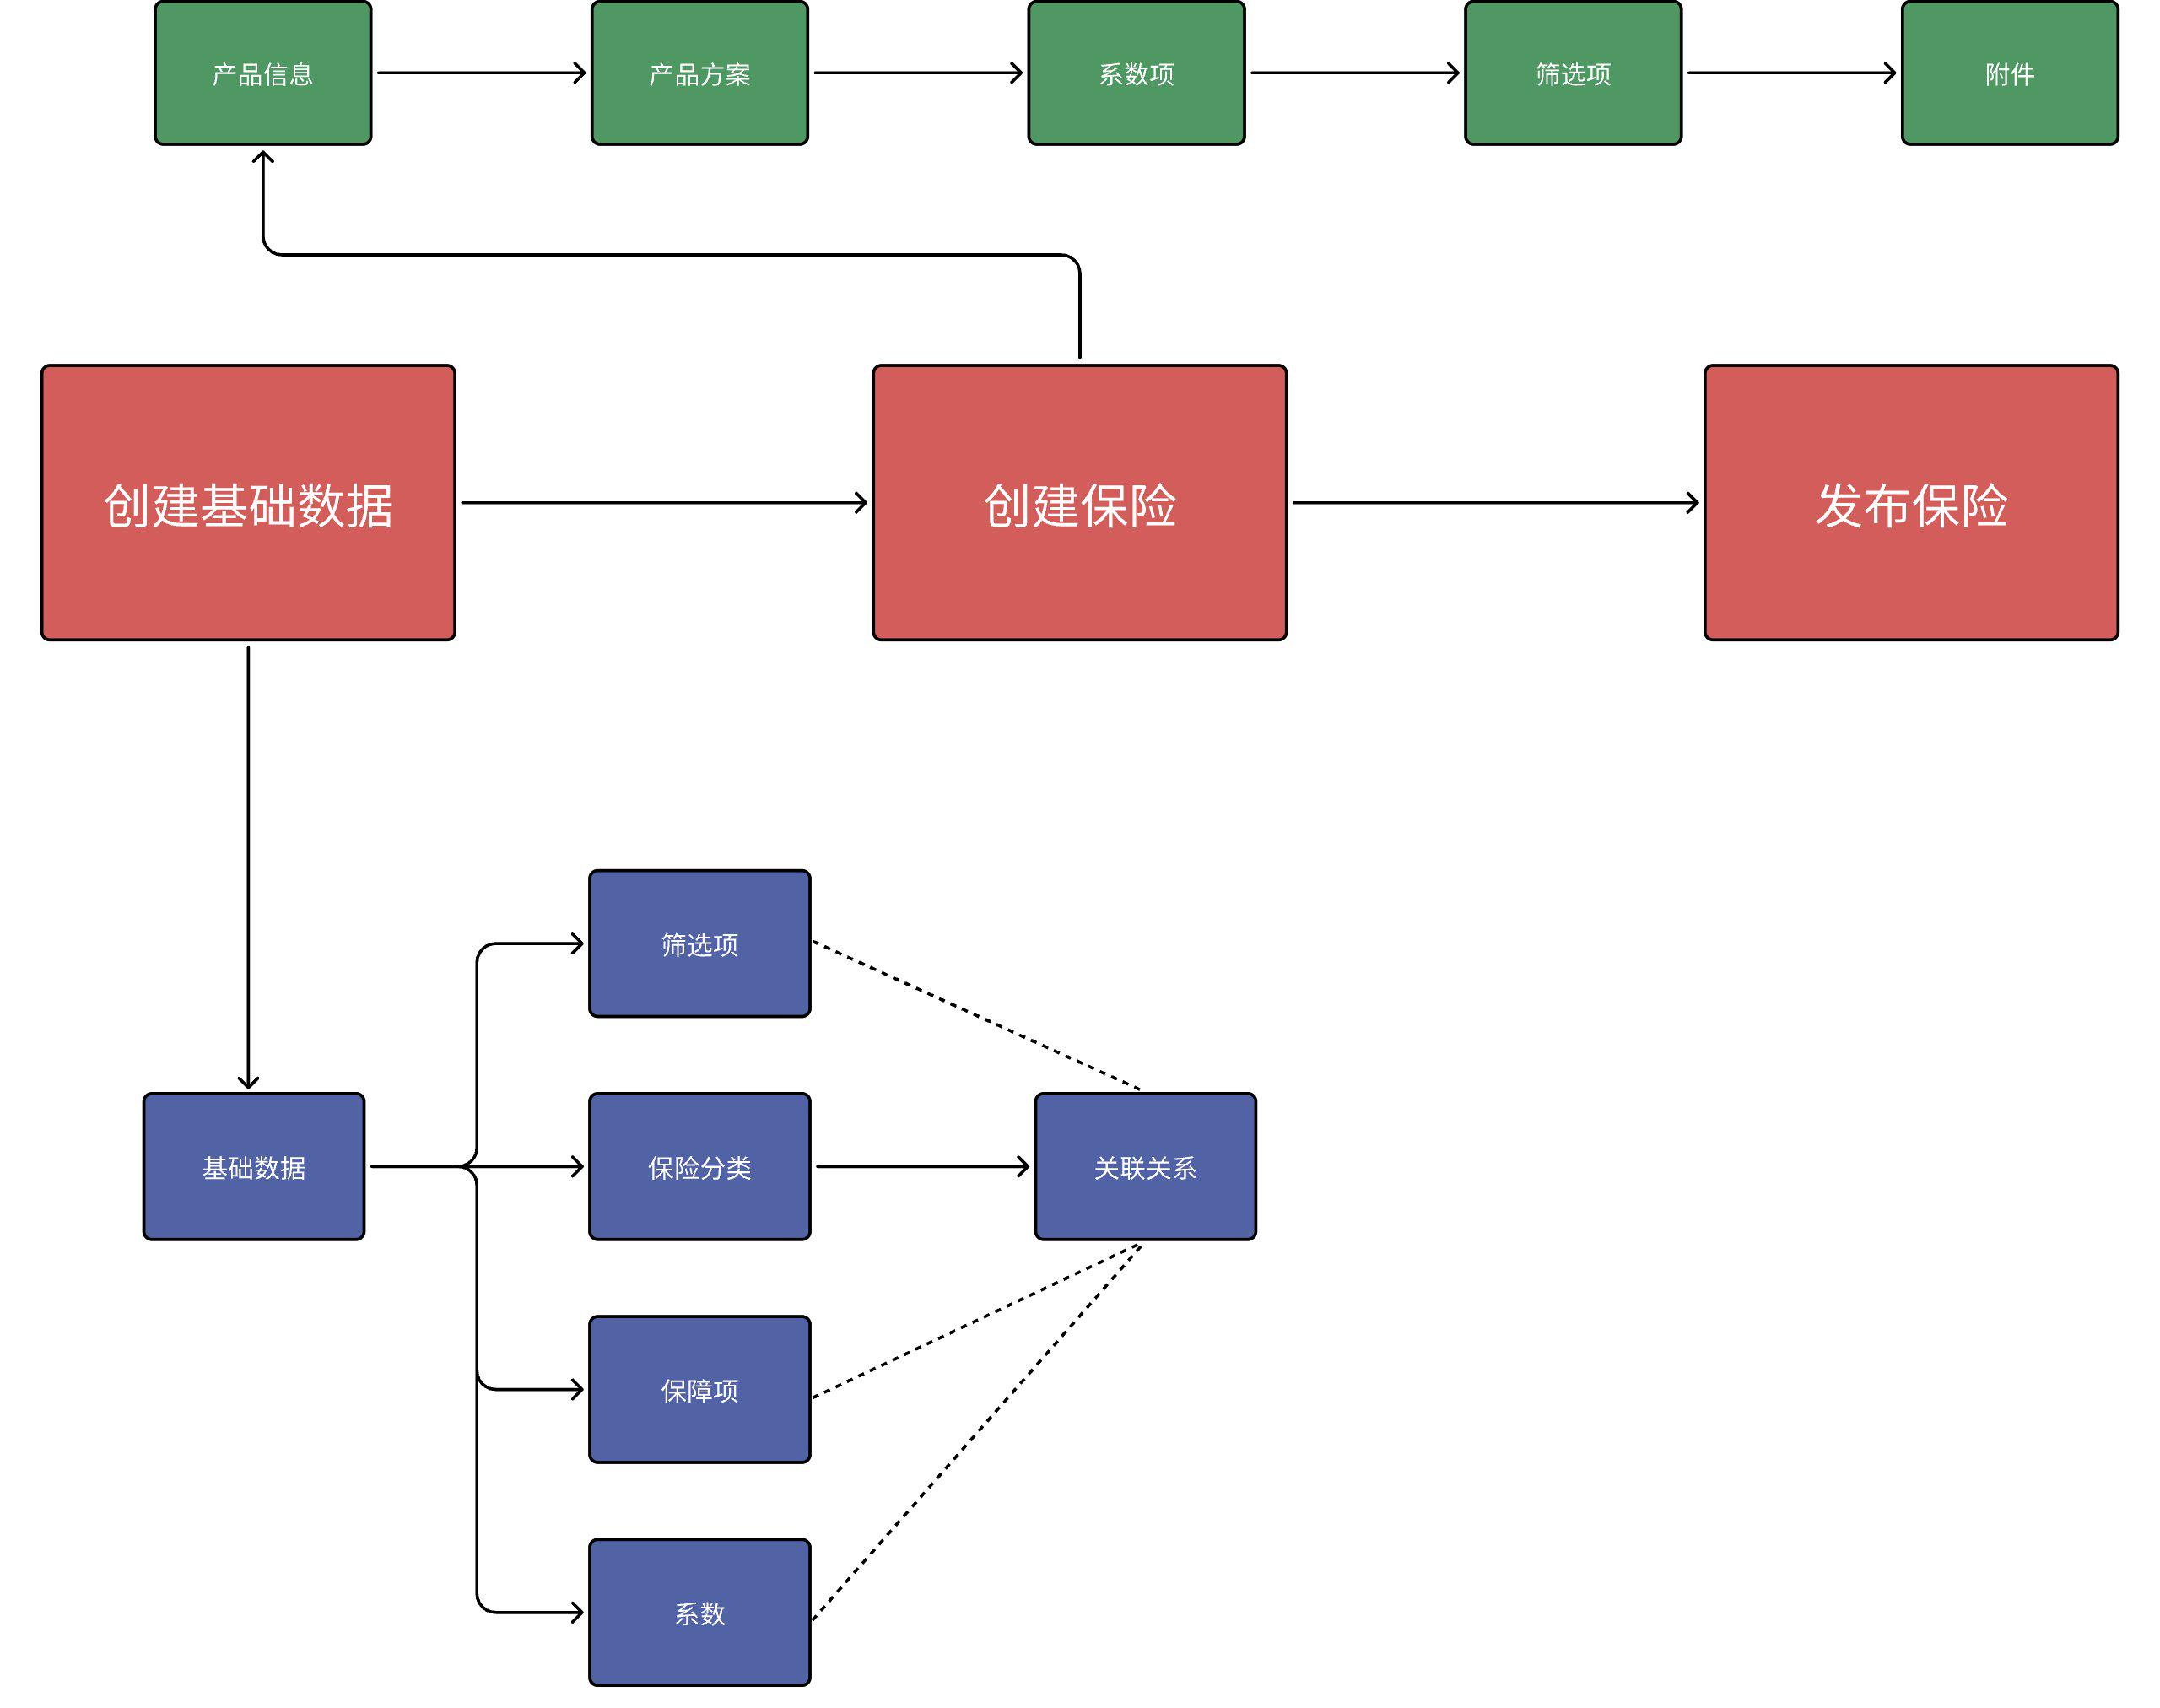 产品信息
产品方案
系数项
筛选项
附件
创建基础数据
创建保险
发布保险
筛选项
基础数据
保险分类
关联关系
保障项
系数